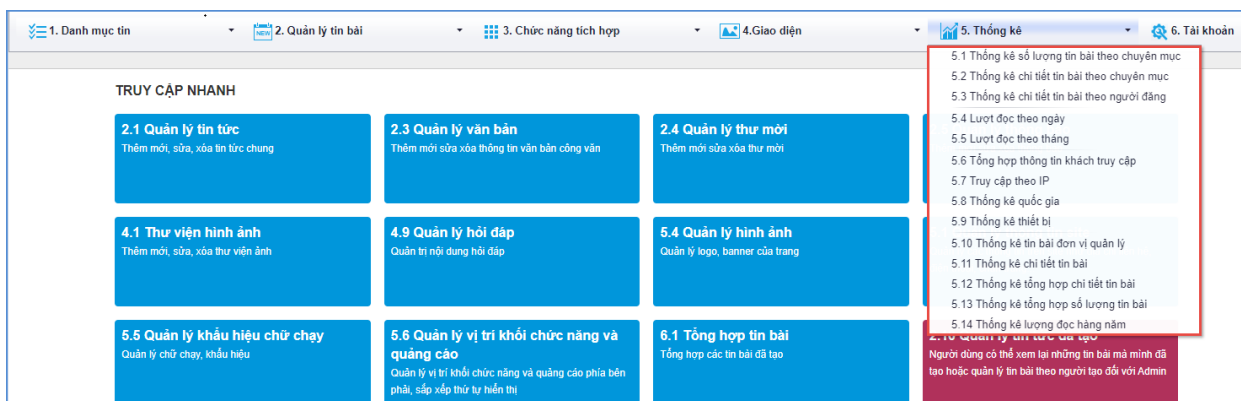 1. Danh mục tin
NEW 2. Quản lý tin bài
3. Chức năng tích hợp
4.Giao diện
5. Thống kê
6. Tài khoản
5.1 Thống kê số lượng tin bài theo chuyên mục
5.2 Thống kê chi tiết tin bài theo chuyên mục
5.3 Thống kê chi tiết tin bài theo người đăng
5.4 Lượt đọc theo ngày
5.5 Lượt đọc theo tháng
5.6 Tổng hợp thông tin khách truy cập
5.7 Truy cập theo IP
5.8 Thống kê quốc gia
5.9 Thống kê thiết bị
5.10 Thống kê tin bài đơn vị quản lý
5.11 Thống kê chi tiết tin bài
5.12 Thống kê tổng hợp chi tiết tin bài
5.13 Thống kê tổng hợp số lượng tin bài
5.14 Thống kê lượng đọc hàng năm
TRUY CẬP NHANH
2.1 Quản lý tin tức
Thêm mới, sửa, xóa tin tức chung
2.3 Quản lý văn bản
Thêm mới sửa xóa thông tin văn bản công văn
2.4 Quản lý thư mời
Thêm mới sửa xóa thư mời
4.1 Thư viện hình ảnh
Thêm mới, sửa, xóa thư viện ảnh
4.9 Quản lý hỏi đáp
Quản trị nội dung hỏi đáp
5.4 Quản lý hình ảnh
Quản lý logo, banner của trang
5.5 Quản lý khẩu hiệu chữ chạy
Quản lý chữ chạy, khẩu hiệu
5.6 Quản lý vị trí khối chức năng và
quảng cáo
Quản lý vị trí khối chức năng và quảng cáo phía bên
phải, sắp xếp thứ tự hiển thị
6.1 Tổng hợp tin bài
Tổng hợp các tin bài đã tạo
2.10 Quản lý tin tức đã tạo
Người dùng có thể xem lại những tin bài mà mình đã
tạo hoặc quản lý tin bài theo người tạo đối với Admin